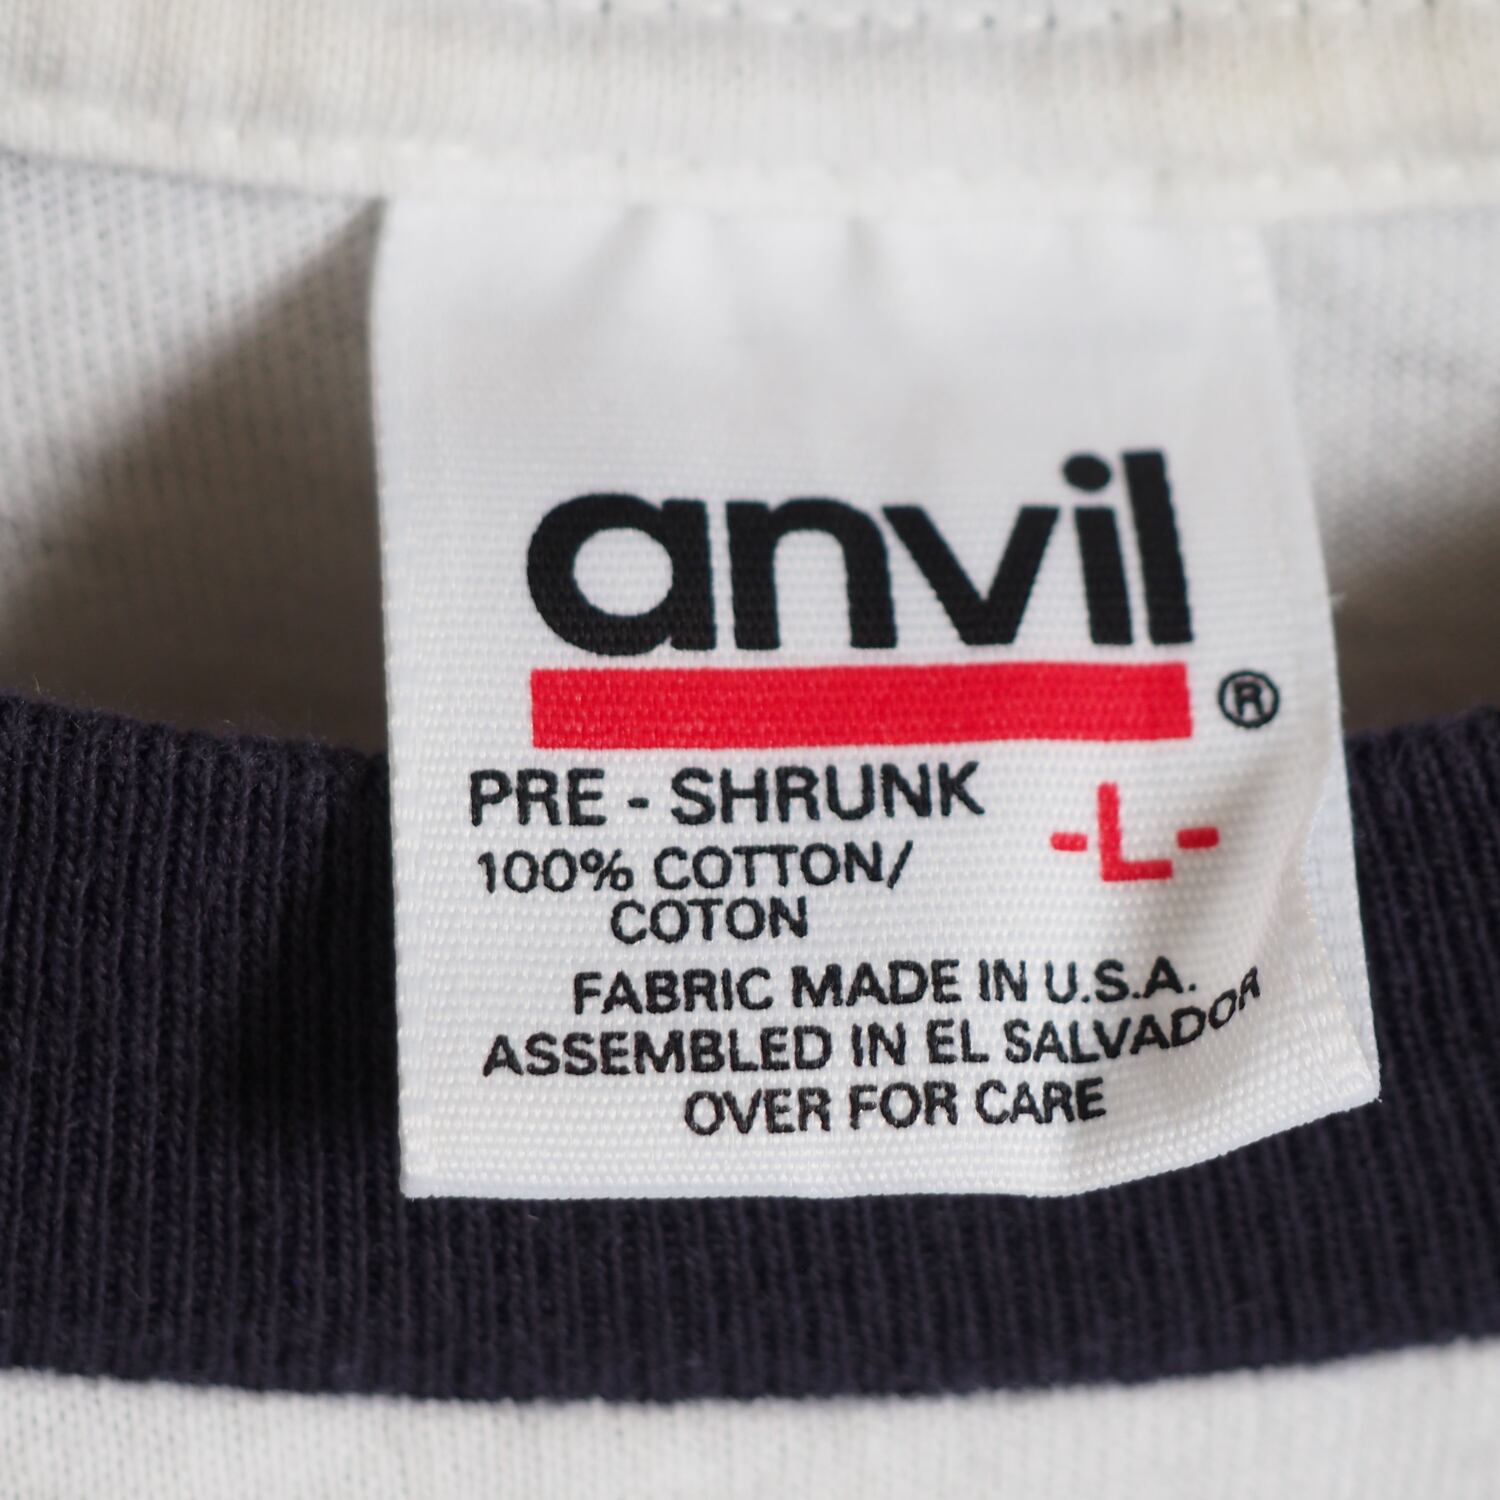 anvil®
PRE - SHRUNK
-L-
100% COTTON/
COTON
FABRIC MADE IN U.S.A.
ASSEMBLED IN EL SALVADOR
OVER FOR CARE